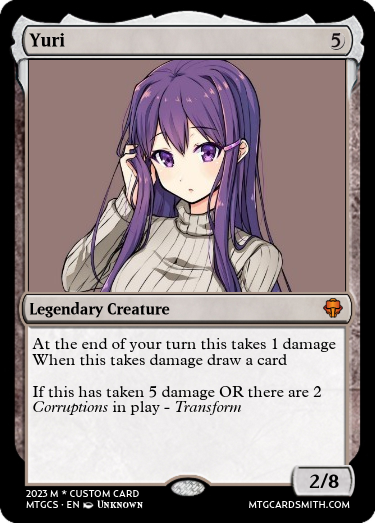 Yuri 5
Legendary Creature
At the end of your turn this takes 1 damage
When this takes damage draw a card
If this has taken 5 damage OR there are 2
Corruptions in play - Transform
2/8
2023 M * CUSTOM CARD
MTGCS · EN Unknown
MTGCARDSMITH.COM